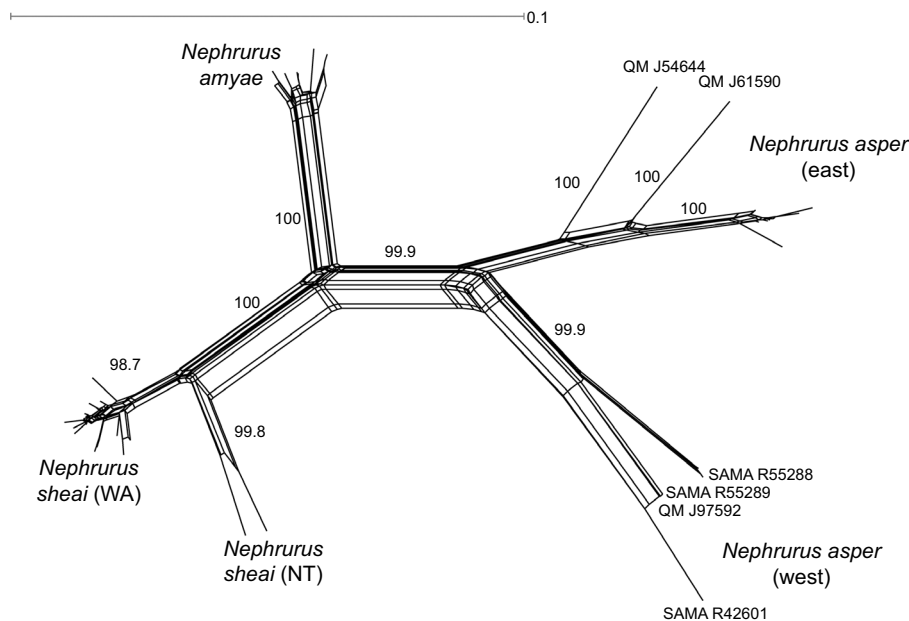 0.1
Nephrurus
amyae
QM J54644
QM J61590
Nephrurus asper
(east)
100
100
100
100
99.9
100
99.9
98.7
99.8
Nephrurus
sheai (WA)
SAMA R55288
SAMA R55289
QM J97592
Nephrurus
sheai (NT)
Nephrurus asper
(west)
SAMA R42601